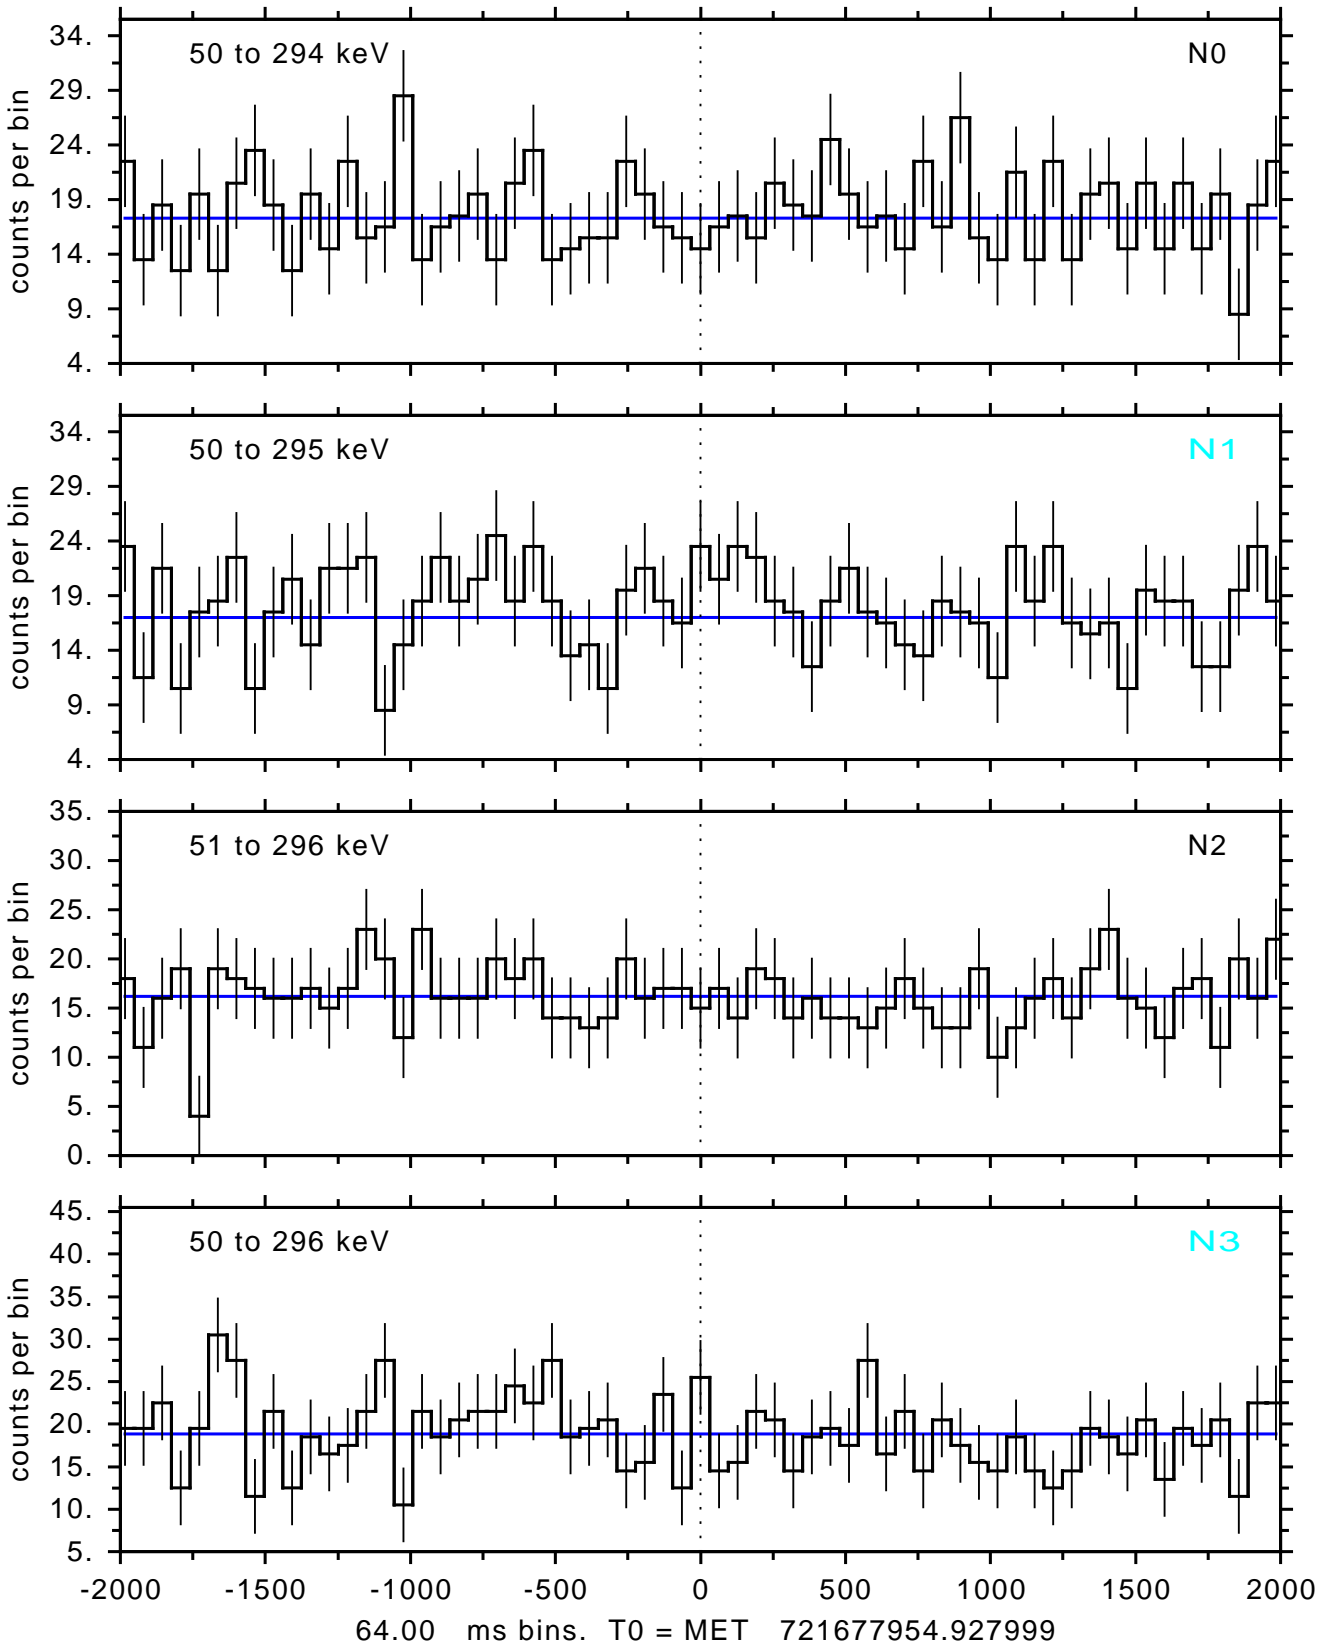 34.
29.
24.
19.
14.
9.
4.
counts per bin
50 to 294 keV
N0
34.
29.
24.
19.
14.
9.
4.
counts per bin
50 to 295 keV
N1
35.
30.
25.
20.
15.
10.
5.
0.
counts per bin
51 to 296 keV
N2
45.
40.
35.
30.
25.
20.
15.
10.
5.
counts per bin
50 to 296 keV
N3
-2000 -1500 -1000 -500 0 500 1000 1500 2000
64.00 ms bins. T0 = MET 721677954.927999